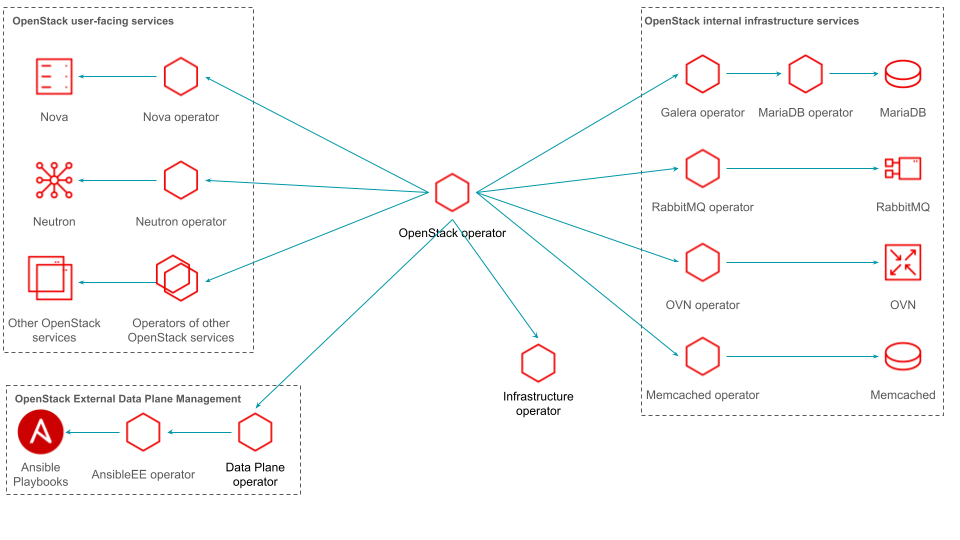 OpenStack user-facing services
Nova
Nova operator
Neutron
Neutron operator
Other OpenStack
services
Operators of other
OpenStack services
OpenStack operator
Infrastructure
operator
OpenStack internal infrastructure services
Galera operator
MariaDB operator
MariaDB
RabbitMQ operator
RabbitMQ
OVN operator
OVN
Memcached operator
Memcached
OpenStack External Data Plane Management
Ansible
Playbooks
AnsibleEE operator
Data Plane
operator